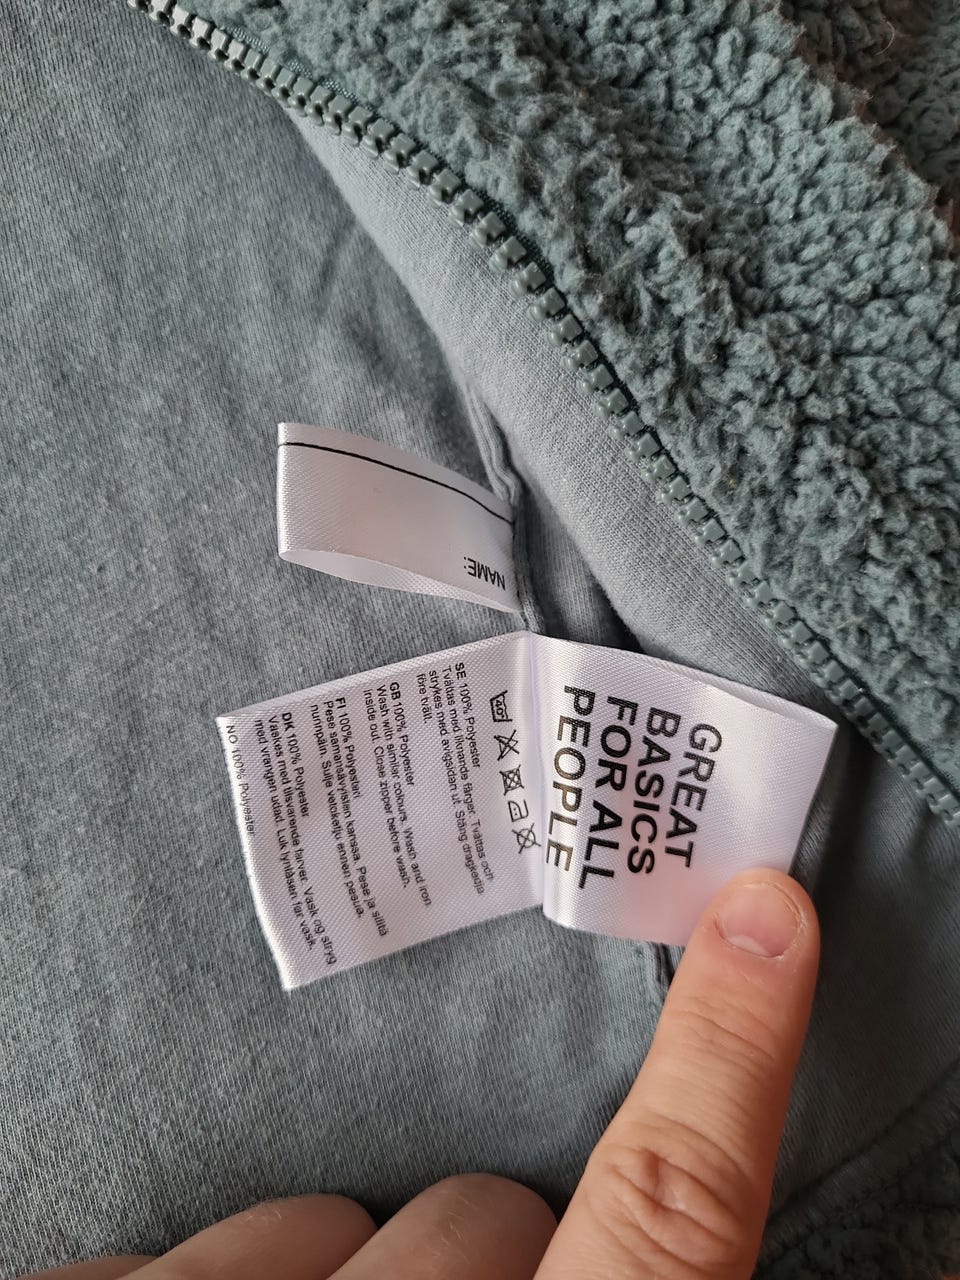 NAME:
GREAT
BASICS
FOR ALL
PEOPLE
40°
SE 100% Polyester
Tvättas med liknande färger. Tvättas och
strykes med avigsidan ut. Stäng dragkedja
före tvätt.
GB 100% Polyester
Wash with similar colours. Wash and iron
inside out. Close zipper before wash.
FI 100% Polyesteri
Pese samansävyisten kanssa. Pese ja silitä
nurinpäin. Sulje vetoketju ennen pesua.
DK 100% Polyester
Vaskes med tilsvarende farver. Vask og stryg
med vrangen udad. Luk lynlåsen før vask.
NO 100% Polyester